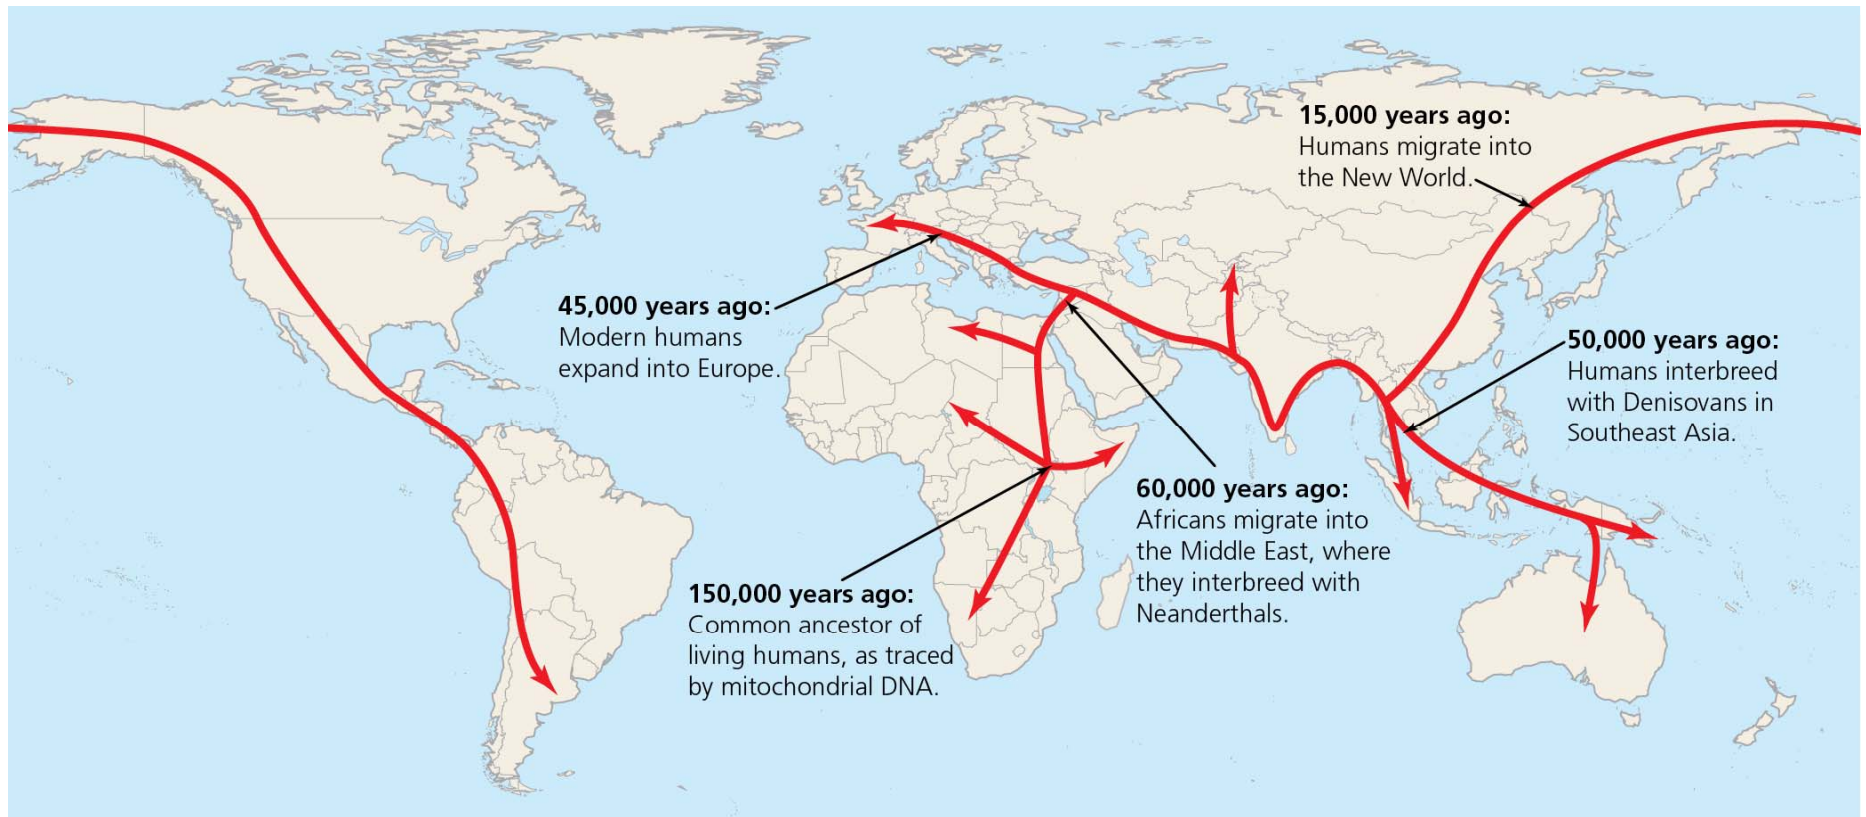 15,000 years ago:
Humans migrate into
the New World.
45,000 years ago:
Modern humans
expand into Europe.
50,000 years ago:
Humans interbreed
with Denisovans in
Southeast Asia.
60,000 years ago:
Africans migrate into
the Middle East, where
they interbreed with
Neanderthals.
150,000 years ago:
Common ancestor of
living humans, as traced
by mitochondrial DNA.